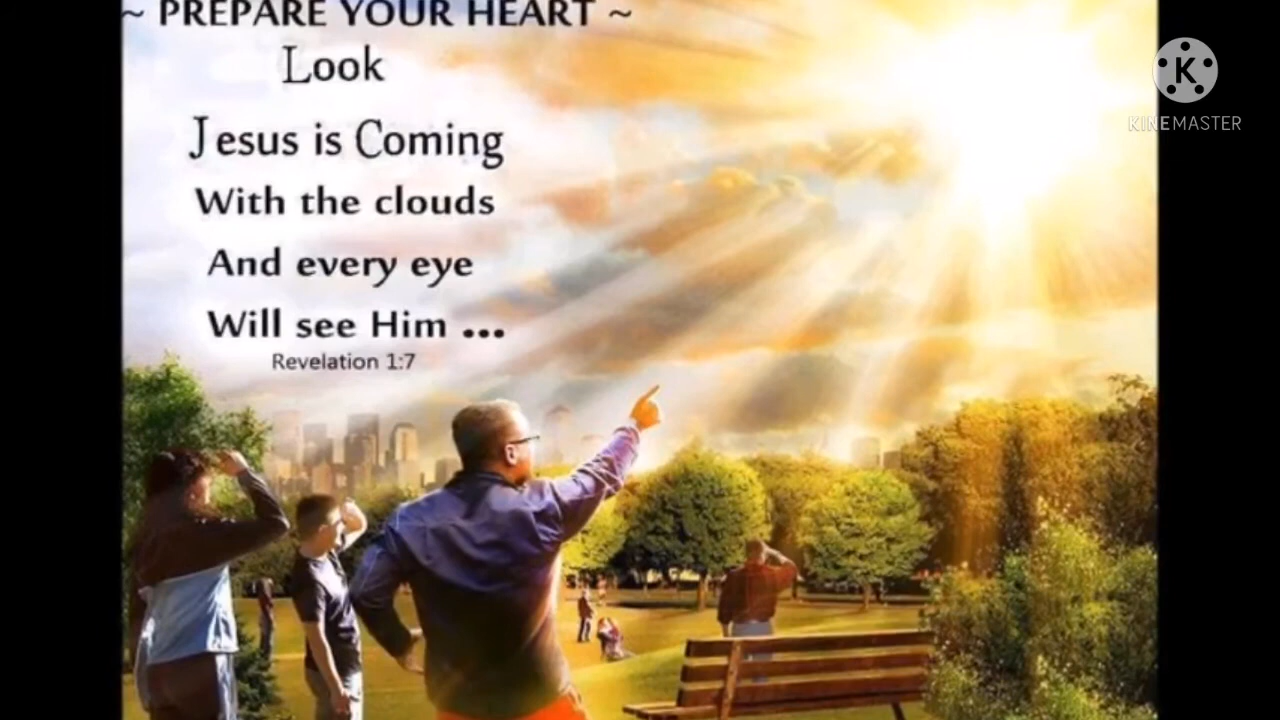 ~ PREPARE YOUR HEART ~
Look
Jesus is Coming
With the clouds
And every eye
Will see Him ...
Revelation 1:7
K
KINEMASTER